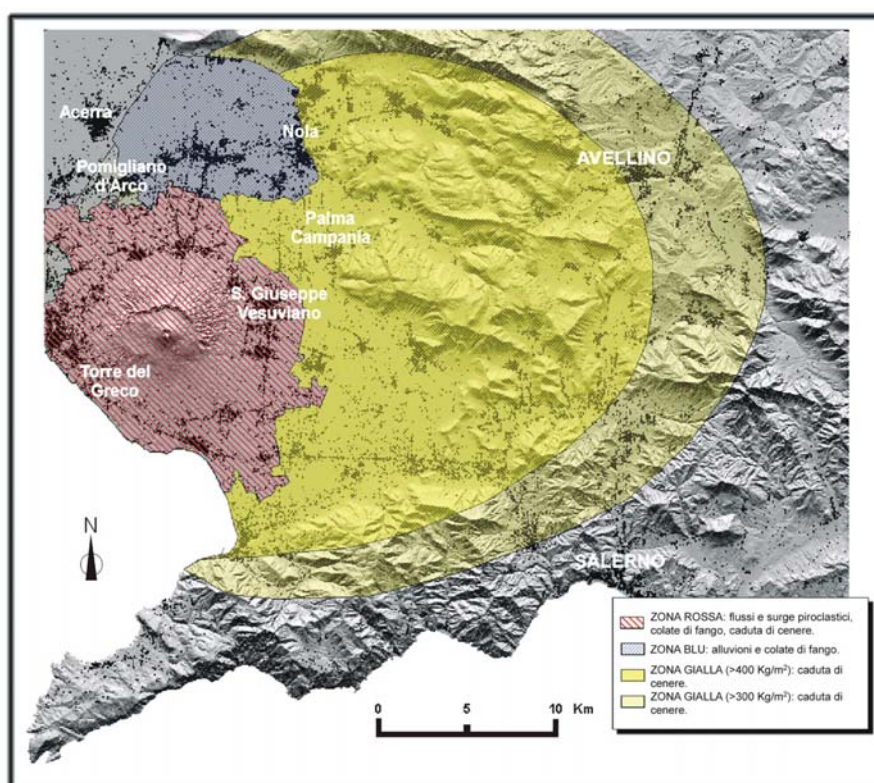 Acerra
Nola
Pomigliano
d'Arco
AVELLINO
Palma
Campania
S. Giuseppe
Vesuviano
Torre del
Greco
N
SALERNO
ZONA ROSSA: flussi e surge piroclastici,
colate di fango, caduta di cenere.
ZONA BLU: alluvioni e colate di fango.
ZONA GIALLA (>400 Kg/m²): caduta di
cenere.
ZONA GIALLA (>300 Kg/m²): caduta di
cenere.
0 5 10 Km